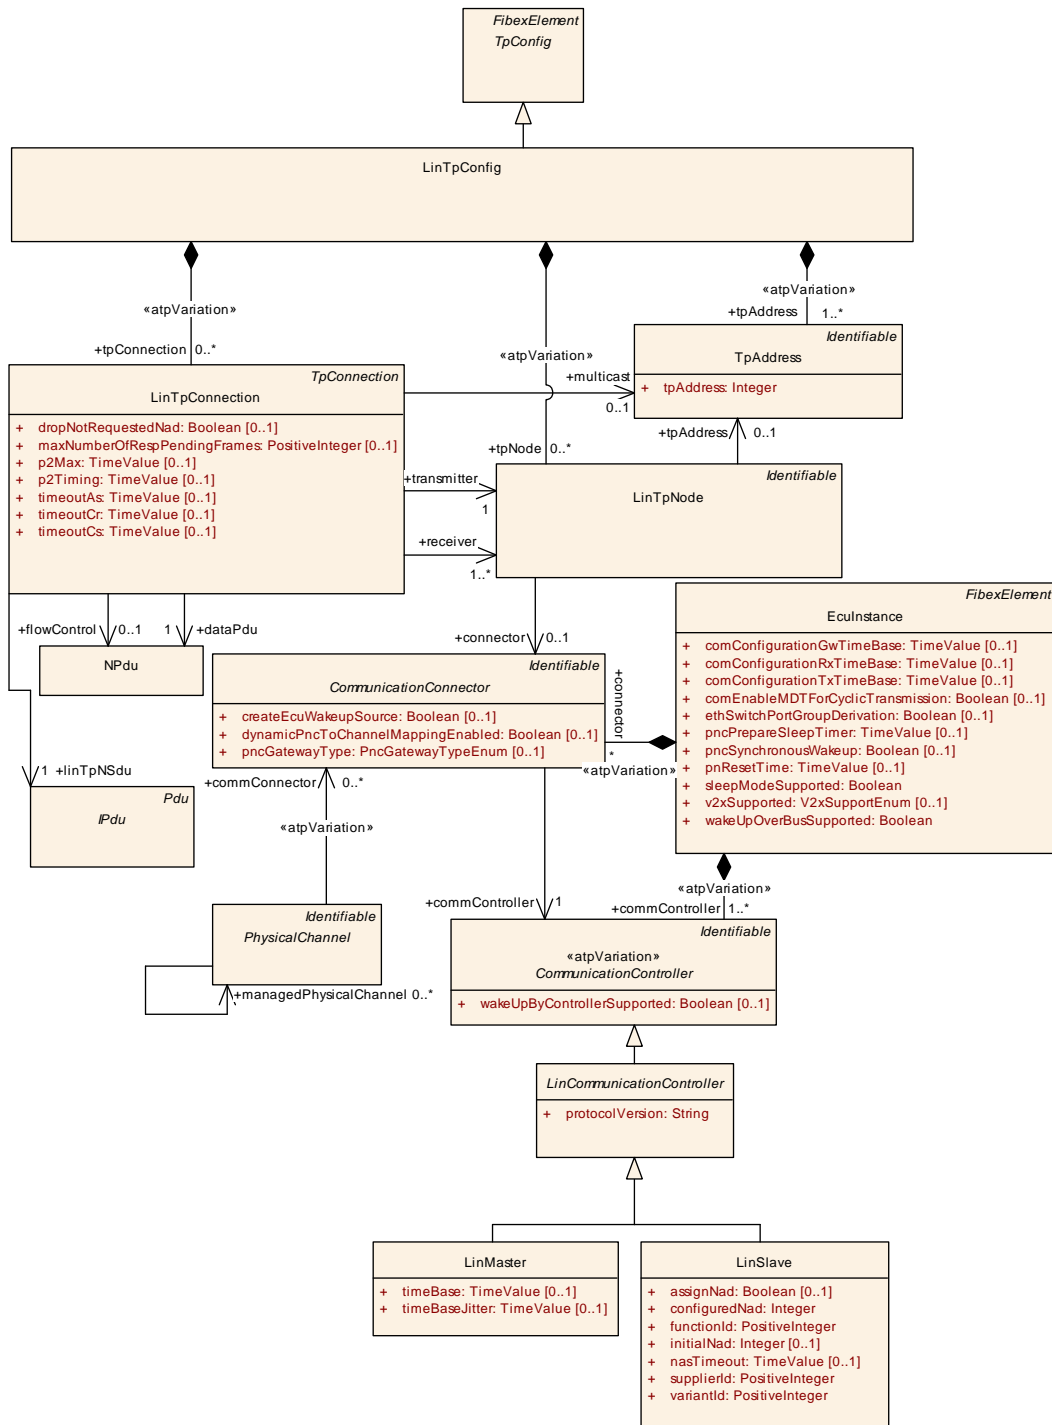 FibexElement
TpConfig
LinTpConfig
«atpVariation»
+tpConnection 0..*
«atpVariation»
+tpNode 0..*
«atpVariation»
+tpAddress 1..*
Identifiable
TpAddress
+ tpAddress: Integer
TpConnection
LinTpConnection
+ dropNotRequestedNad: Boolean [0..1]
+ maxNumberOfRespPendingFrames: PositiveInteger [0..1]
+ p2Max: TimeValue [0..1]
+ p2Timing: TimeValue [0..1]
+ timeoutAs: TimeValue [0..1]
+ timeoutCr: TimeValue [0..1]
+ timeoutCs: TimeValue [0..1]
+multicast
0..1
+tpAddress 0..1
+transmitter
1
+receiver
1..*
Identifiable
LinTpNode
+flowControl 0..1
1 +dataPdu
NPdu
1 +linTpNSdu
Pdu
IPdu
+connector 0..1
Identifiable
CommunicationConnector
+ createEcuWakeupSource: Boolean [0..1]
+ dynamicPncToChannelMappingEnabled: Boolean [0..1]
+ pncGatewayType: PncGatewayTypeEnum [0..1]
+connector
*
«atpVariation»
FibexElement
EcuInstance
+ comConfigurationGwTimeBase: TimeValue [0..1]
+ comConfigurationRxTimeBase: TimeValue [0..1]
+ comConfigurationTxTimeBase: TimeValue [0..1]
+ comEnableMDTForCyclicTransmission: Boolean [0..1]
+ ethSwitchPortGroupDerivation: Boolean [0..1]
+ pncPrepareSleepTimer: TimeValue [0..1]
+ pncSynchronousWakeup: Boolean [0..1]
+ pnResetTime: TimeValue [0..1]
+ sleepModeSupported: Boolean
+ v2xSupported: V2xSupportEnum [0..1]
+ wakeUpOverBusSupported: Boolean
+commConnector 0..*
«atpVariation»
Identifiable
PhysicalChannel
+managedPhysicalChannel 0..*
+commController 1
«atpVariation»
+commController 1..*
Identifiable
«atpVariation»
CommunicationController
+ wakeUpByControllerSupported: Boolean [0..1]
LinCommunicationController
+ protocolVersion: String
LinMaster
+ timeBase: TimeValue [0..1]
+ timeBaseJitter: TimeValue [0..1]
LinSlave
+ assignNad: Boolean [0..1]
+ configuredNad: Integer
+ functionId: PositiveInteger
+ initialNad: Integer [0..1]
+ nasTimeout: TimeValue [0..1]
+ supplierId: PositiveInteger
+ variantId: PositiveInteger